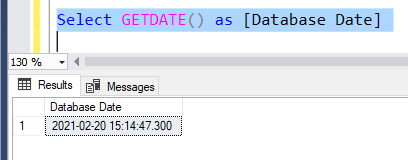 Select GETDATE() as [Database Date]
130 %
Results Messages
Database Date
1 2021-02-20 15:14:47.300